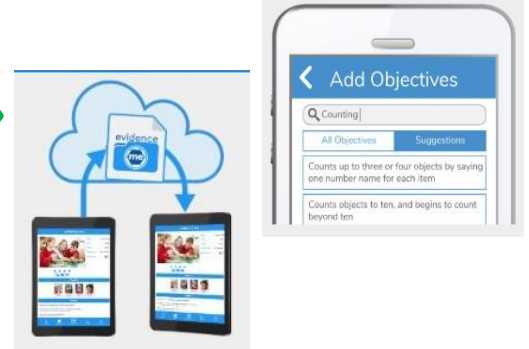 evidence
me
Add Objectives
Counting
All Objectives
Suggestions
Counts up to three or four objects by saying
one number name for each item
Counts objects to ten, and begins to count
beyond ten